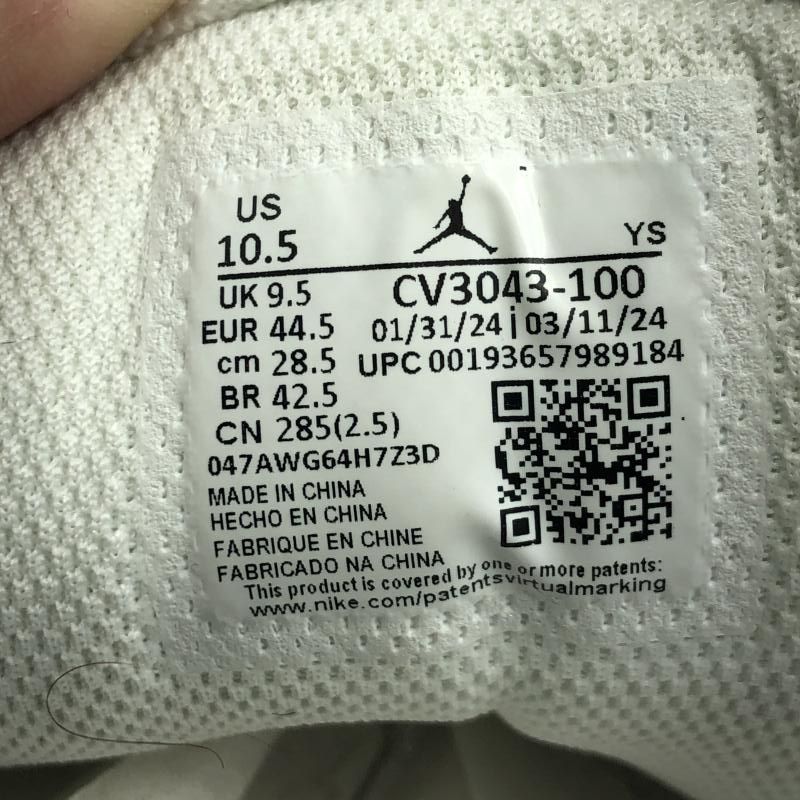 US
10.5
YS
UK 9.5
CV3043-100
EUR 44.5
01/31/24 | 03/11/24
cm 28.5
UPC 00193657989184
BR 42.5
CN 285(2.5)
047AWG64H7Z3D
MADE IN CHINA
HECHO EN CHINA
FABRIQUE EN CHINE
FABRICADO NA CHINA
This product is covered by one or more patents:
www.nike.com/patentsvirtualmarking